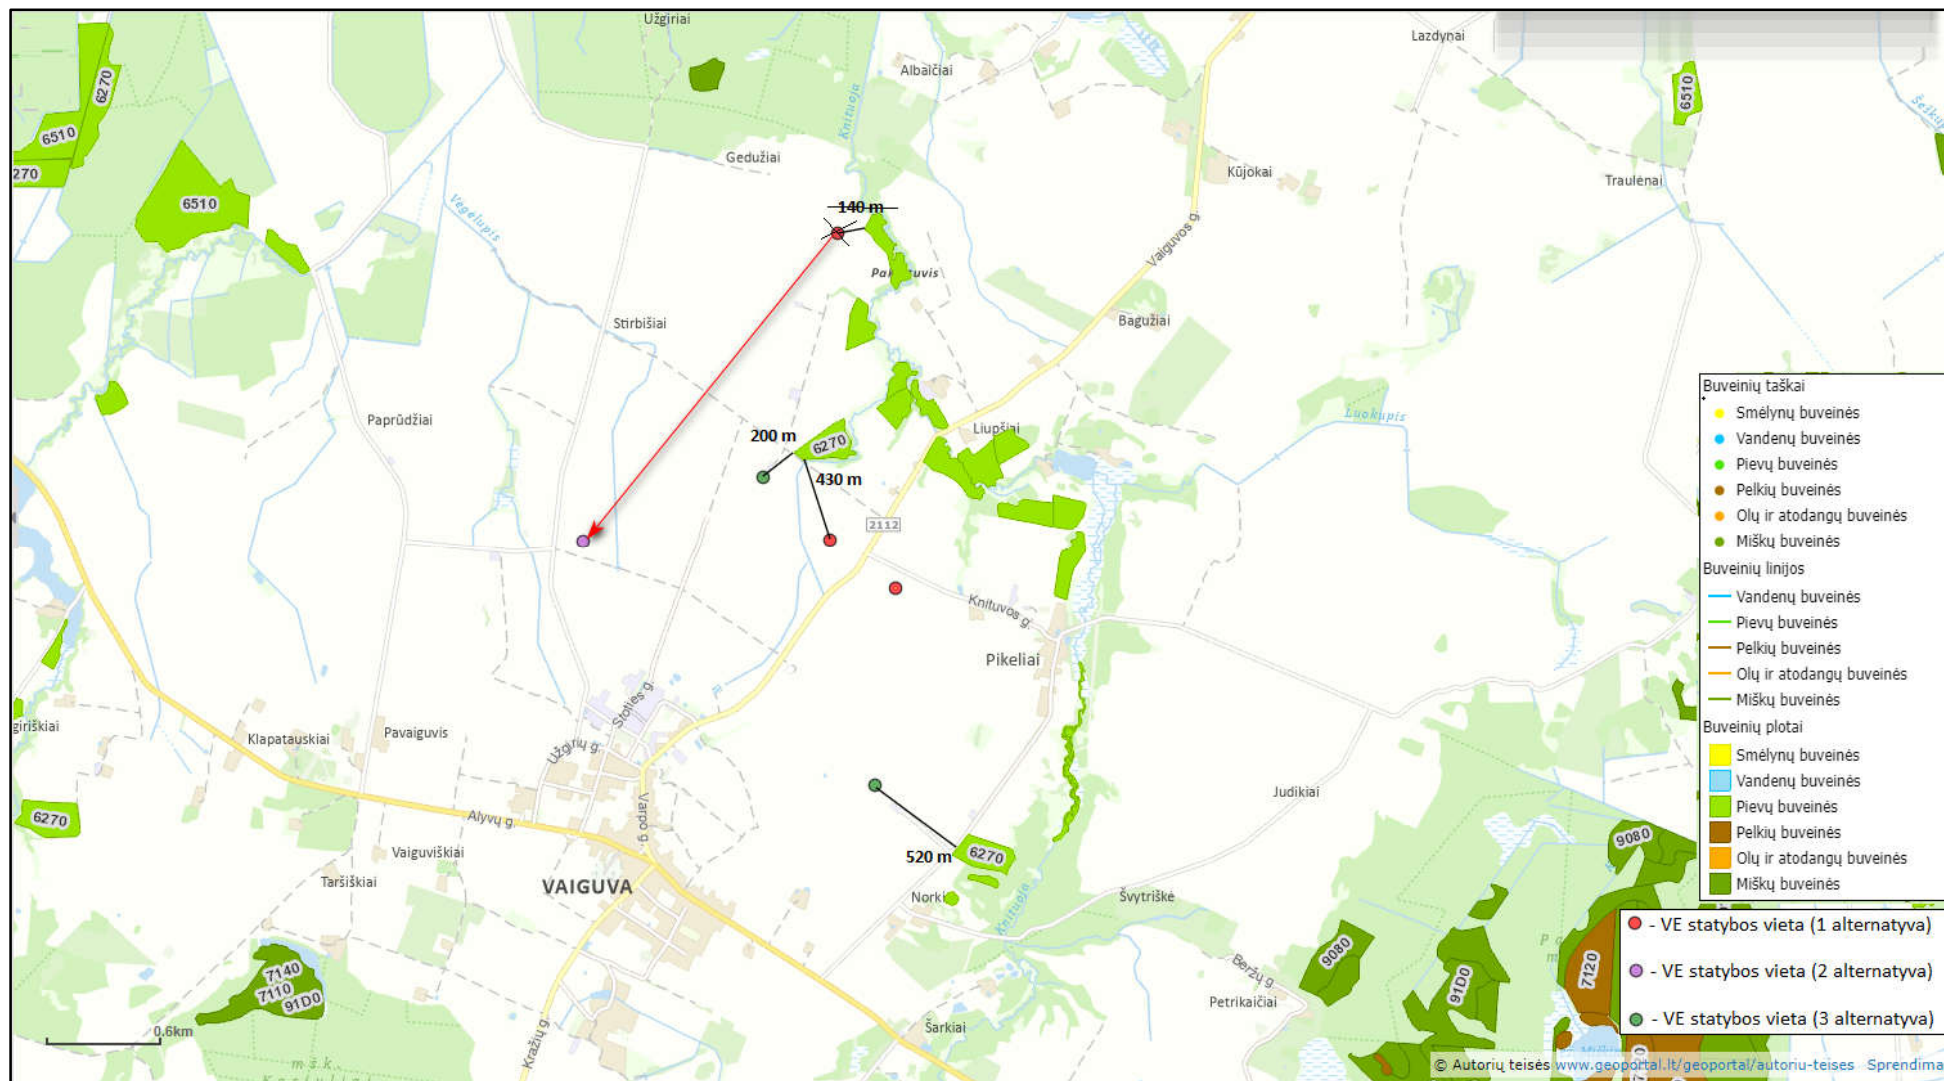 Užgiriai
Lazdynai
Albaičiai
6270
6510
6510
Knituoja
Gedužiai
270
Kūjokai
Traulėnai
6510
Vėgelupis
140 m
Vaiguvos g.
Stirbišiai
Bagužiai
Paprūdžiai
Luokupis
Liupšiai
200 m
6270
430 m
2112
Knituvos g.
Pikeliai
Stoties g.
Užgirių g.
giriškiai
Klapatauskiai
Pavaiguvis
6270
Alyvų g.
Varpo g.
Judikiai
Vaiguviškiai
520 m
6270
Taršiškiai
VAIGUVA
Švytriškė
Knituoja
9080
9080
7120
7140
7110
91D0
91D0
Beržų g.
Petrikaičiai
Šarkiai
Kražių g.
0.6km
mšk.
Buveinių taškai
Smėlynų buveinės
Vandenų buveinės
Pievų buveinės
Pelkių buveinės
Olų ir atodangų buveinės
Miškų buveinės
Buveinių linijos
Vandenų buveinės
Pievų buveinės
Pelkių buveinės
Olų ir atodangų buveinės
Miškų buveinės
Buveinių plotai
Smėlynų buveinės
Vandenų buveinės
Pievų buveinės
Pelkių buveinės
Olų ir atodangų buveinės
Miškų buveinės
- VE statybos vieta (1 alternatyva)
- VE statybos vieta (2 alternatyva)
- VE statybos vieta (3 alternatyva)
© Autorių teisės www.geoportal.lt/geoportal/autoriu-teises Sprendima